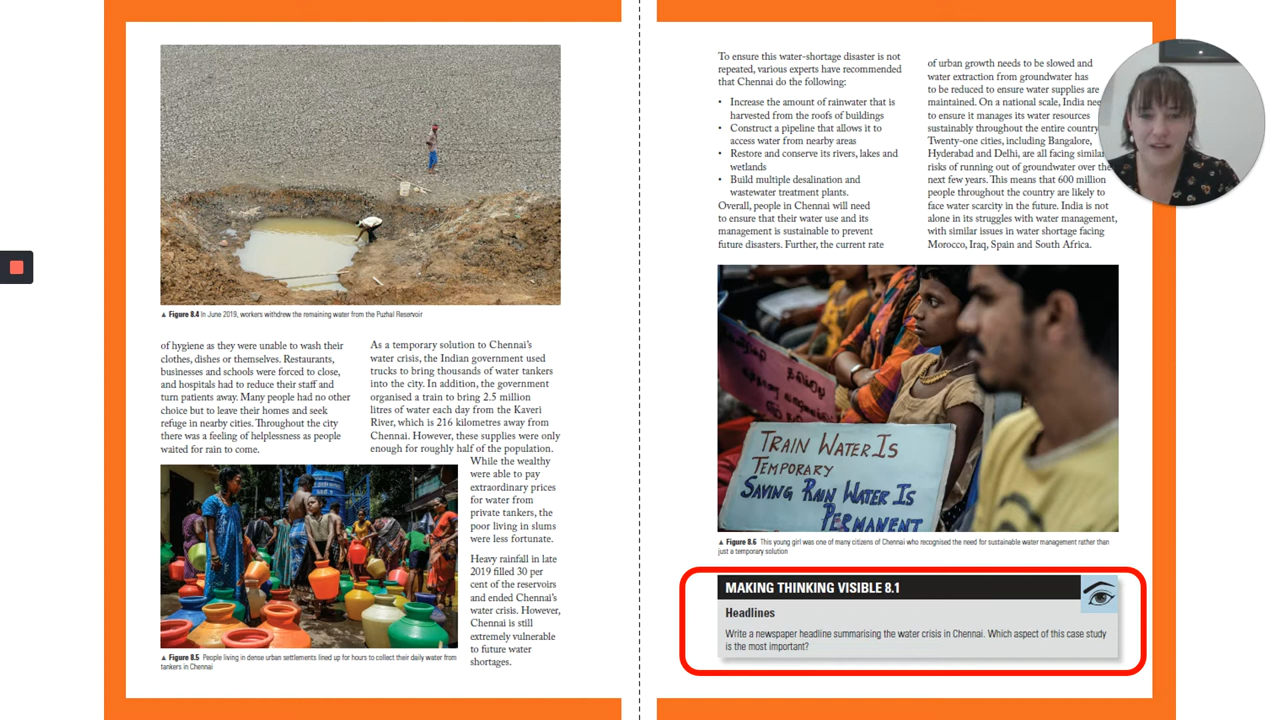 ▲ Figure 8.4 In June 2019, workers withdrew the remaining water from the Puzhal Reservoir
of hygiene as they were unable to wash their
clothes, dishes or themselves. Restaurants,
businesses and schools were forced to close,
and hospitals had to reduce their staff and
turn patients away. Many people had no other
choice but to leave their homes and seek
refuge in nearby cities. Throughout the city
there was a feeling of helplessness as people
waited for rain to come.
▲ Figure 8.5 People living in dense urban settlements lined up for hours to collect their daily water from
tankers in Chennai
As a temporary solution to Chennai's
water crisis, the Indian government used
trucks to bring thousands of water tankers
into the city. In addition, the government
organised a train to bring 2.5 million
litres of water each day from the Kaveri
River, which is 216 kilometres away from
Chennai. However, these supplies were only
enough for roughly half of the population.
While the wealthy
were able to pay
extraordinary prices
for water from
private tankers, the
poor living in slums
were less fortunate.
Heavy rainfall in late
2019 filled 30 per
cent of the reservoirs
and ended Chennai's
water crisis. However,
Chennai is still
extremely vulnerable
to future water
shortages.
To ensure this water-shortage disaster is not
repeated, various experts have recommended
that Chennai do the following:
• Increase the amount of rainwater that is
harvested from the roofs of buildings
• Construct a pipeline that allows it to
access water from nearby areas
• Restore and conserve its rivers, lakes and
wetlands
• Build multiple desalination and
wastewater treatment plants.
Overall, people in Chennai will need
to ensure that their water use and its
management is sustainable to prevent
future disasters. Further, the current rate
of urban growth needs to be slowed and
water extraction from groundwater has
to be reduced to ensure water supplies are
maintained. On a national scale, India
to ensure it manages its water resources
sustainably throughout the entire country
Twenty-one cities, including Bangalore,
Hyderabad and Delhi, are all facing similar
risks of running out of groundwater over the
next few years. This means that 600 million
people throughout the country are likely to
face water scarcity in the future. India is not
alone in its struggles with water management,
with similar issues in water shortage facing
Morocco, Iraq, Spain and South Africa.
TRAIN WATER IS
TEMPORARY
SAVING RAIN WATER IS
PERMANENT
▲ Figure 8.6 This young girl was one of many citizens of Chennai who recognised the need for sustainable water management rather than
just a temporary solution
MAKING THINKING VISIBLE 8.1
Headlines
Write a newspaper headline summarising the water crisis in Chennai. Which aspect of this case study
is the most important?